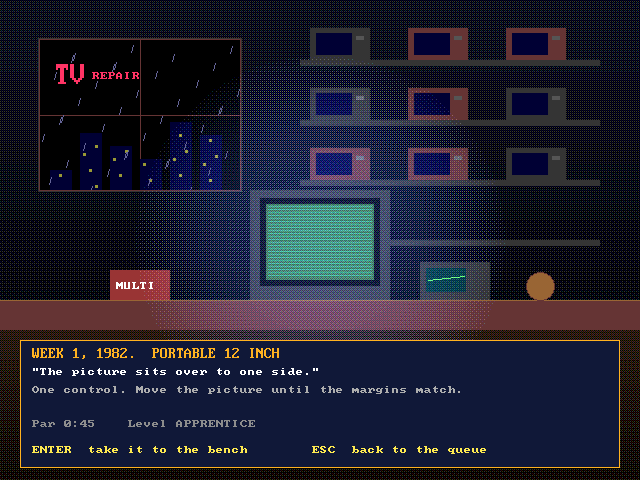 TV REPAIR
MULTI
WEEK 1, 1982. PORTABLE 12 INCH
"The picture sits over to one side."
One control. Move the picture until the margins match.
Par 0:45 Level APPRENTICE
ENTER take it to the bench ESC back to the queue